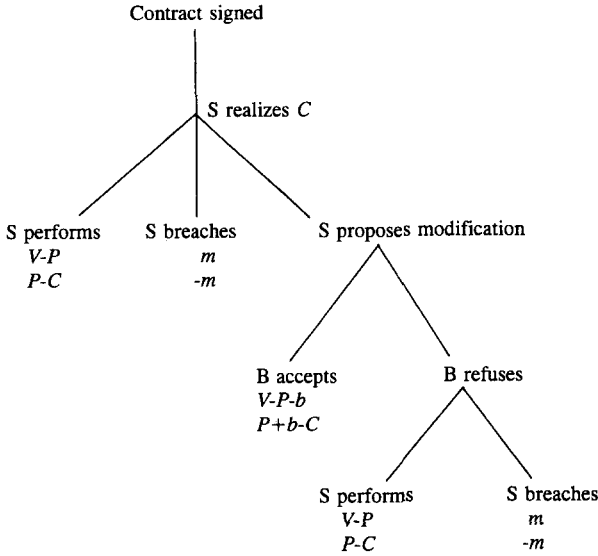 Contract signed
S realizes C
S performs
V-P
P-C
S breaches
m
-m
S proposes modification
B accepts
V-P-b
P+b-C
B refuses
S performs
V-P
P-C
S breaches
m
-m